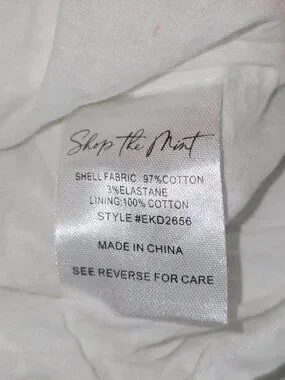 Shop the Mint
SHELL FABRIC: 97%COTTON
3%ELASTANE
LINING:100% COTTON
STYLE #EKD2656
MADE IN CHINA
SEE REVERSE FOR CARE